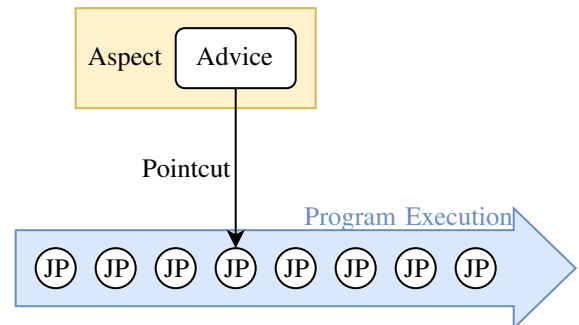 Aspect
Advice
Pointcut
Program Execution
JP JP JP JP JP JP JP JP